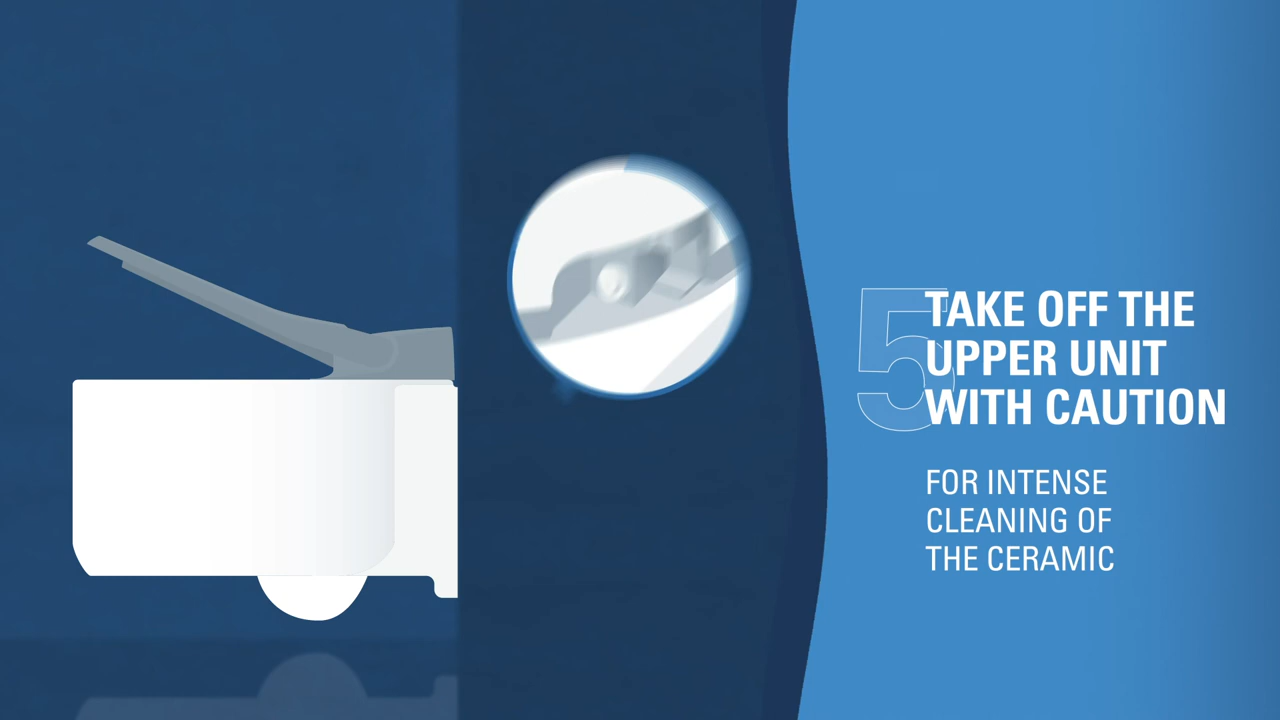 5
TAKE OFF THE
UPPER UNIT
WITH CAUTION
FOR INTENSE
CLEANING OF
THE CERAMIC